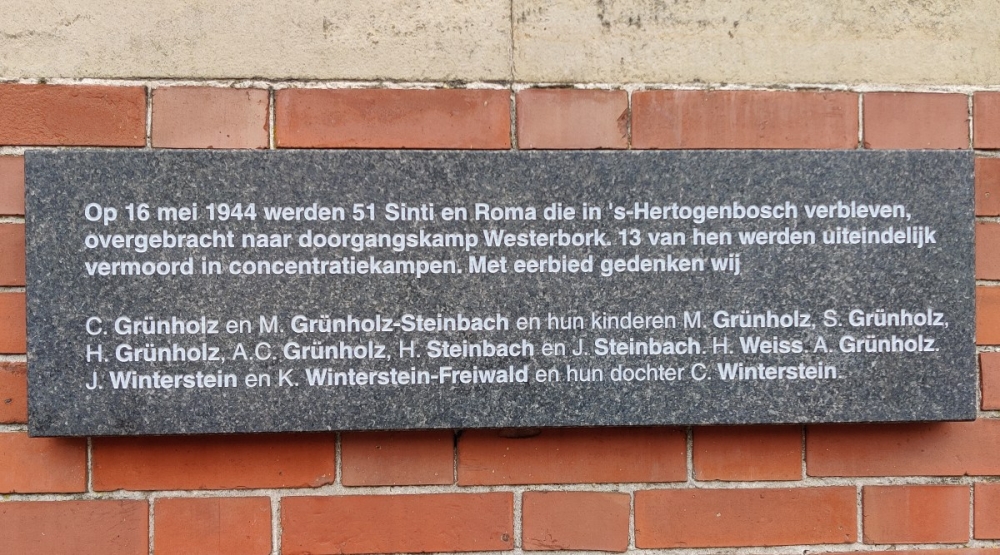 Op 16 mei 1944 werden 51 Sinti en Roma die in 's-Hertogenbosch verbleven,
overgebracht naar doorgangskamp Westerbork. 13 van hen werden uiteindelijk
vermoord in concentratiekampen. Met eerbied gedenken wij
C. Grünholz en M. Grünholz-Steinbach en hun kinderen M. Grünholz, S. Grünholz,
H. Grünholz, A.C. Grünholz, H. Steinbach en J. Steinbach. H. Weiss. A. Grünholz.
J. Winterstein en K. Winterstein-Freiwald en hun dochter C. Winterstein.